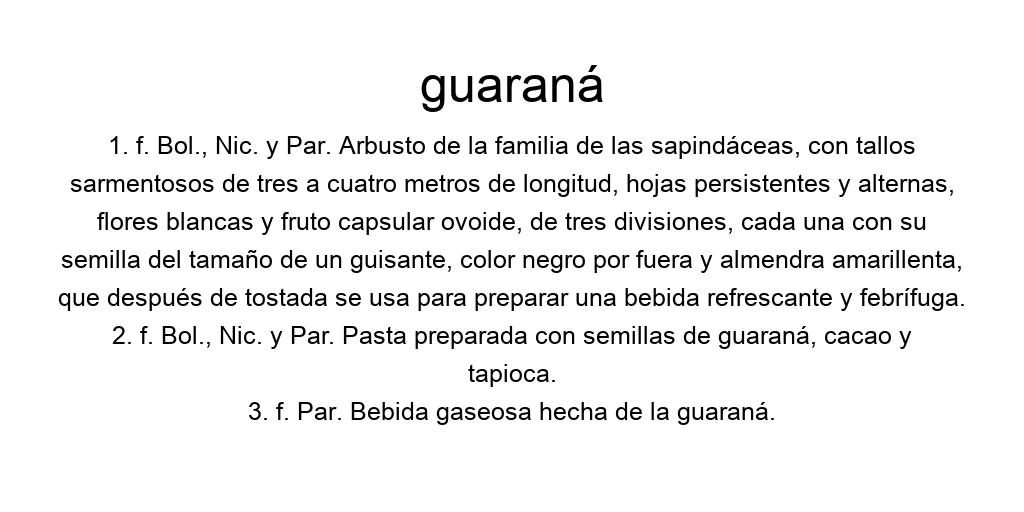 guaraná
1. f. Bol., Nic. y Par. Arbusto de la familia de las sapindáceas, con tallos
sarmentosos de tres a cuatro metros de longitud, hojas persistentes y alternas,
flores blancas y fruto capsular ovoide, de tres divisiones, cada una con su
semilla del tamaño de un guisante, color negro por fuera y almendra amarillenta,
que después de tostada se usa para preparar una bebida refrescante y febrífuga.
2. f. Bol., Nic. y Par. Pasta preparada con semillas de guaraná, cacao y
tapioca.
3. f. Par. Bebida gaseosa hecha de la guaraná.